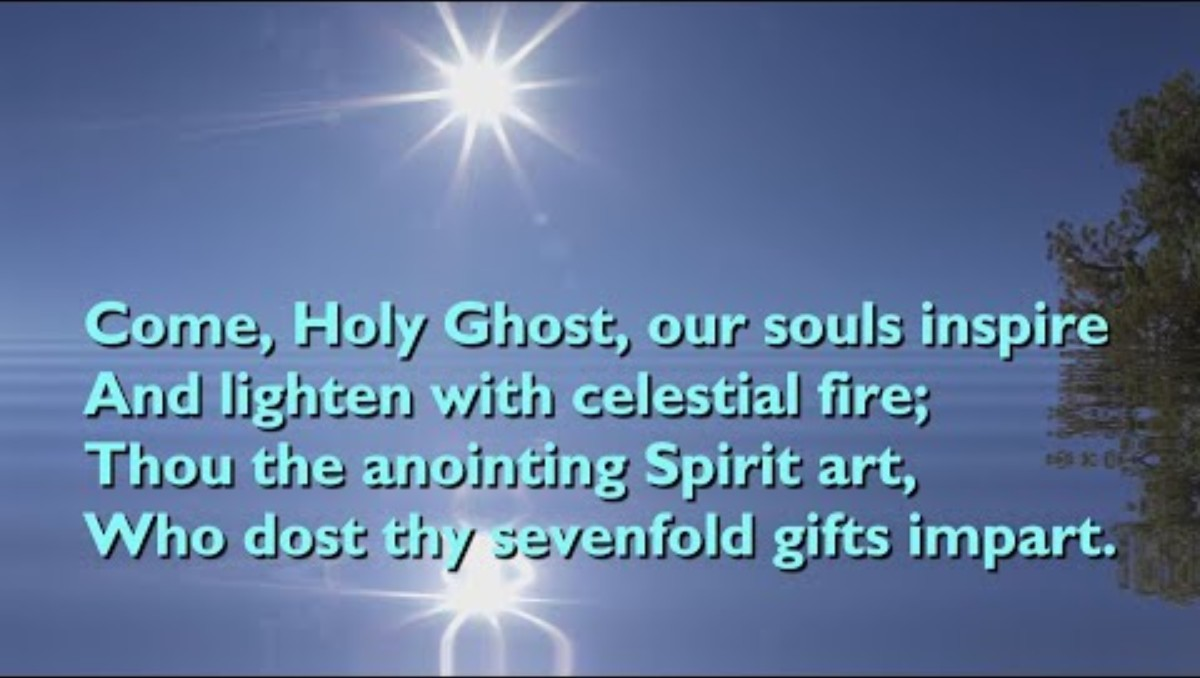 Come, Holy Ghost, our souls inspire
And lighten with celestial fire;
Thou the anointing Spirit art,
Who dost thy sevenfold gifts impart.